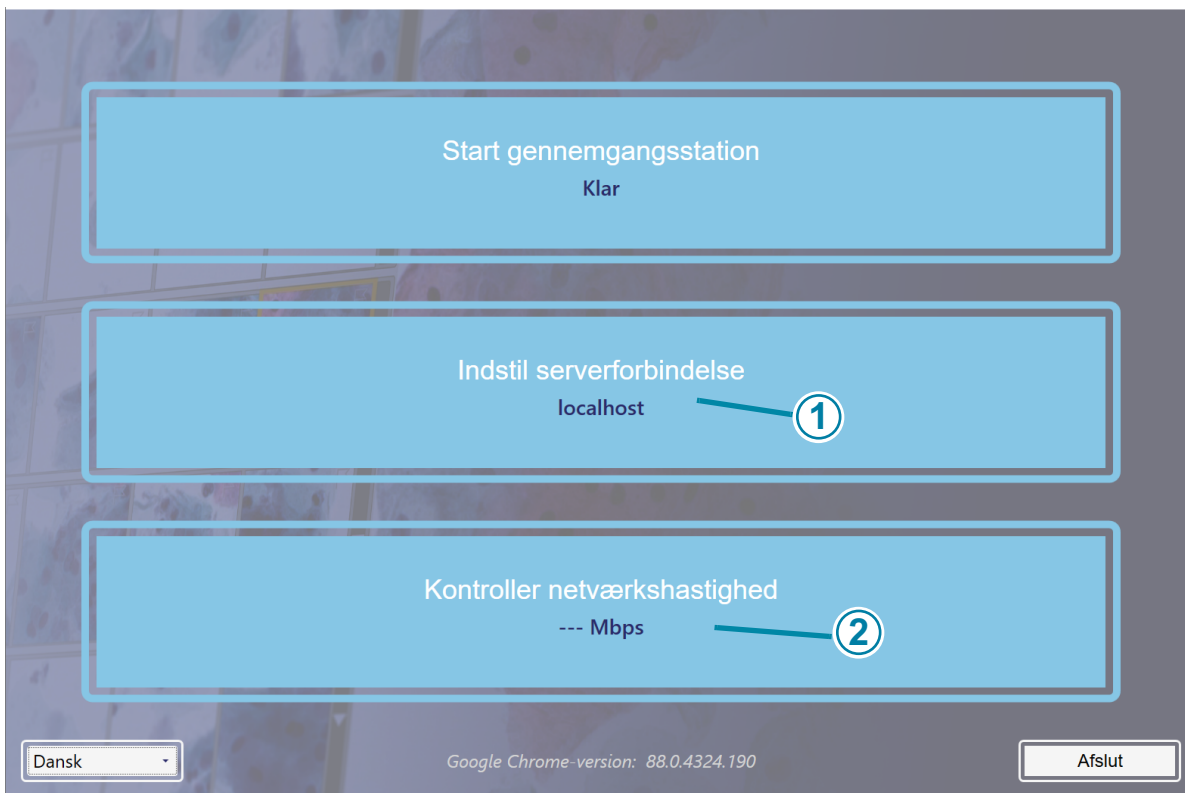 Start gennemgangsstation
Klar
Indstil serverforbindelse
localhost
1
Kontroller netværkshastighed
--- Mbps
2
Dansk
Google Chrome-version: 88.0.4324.190
Afslut